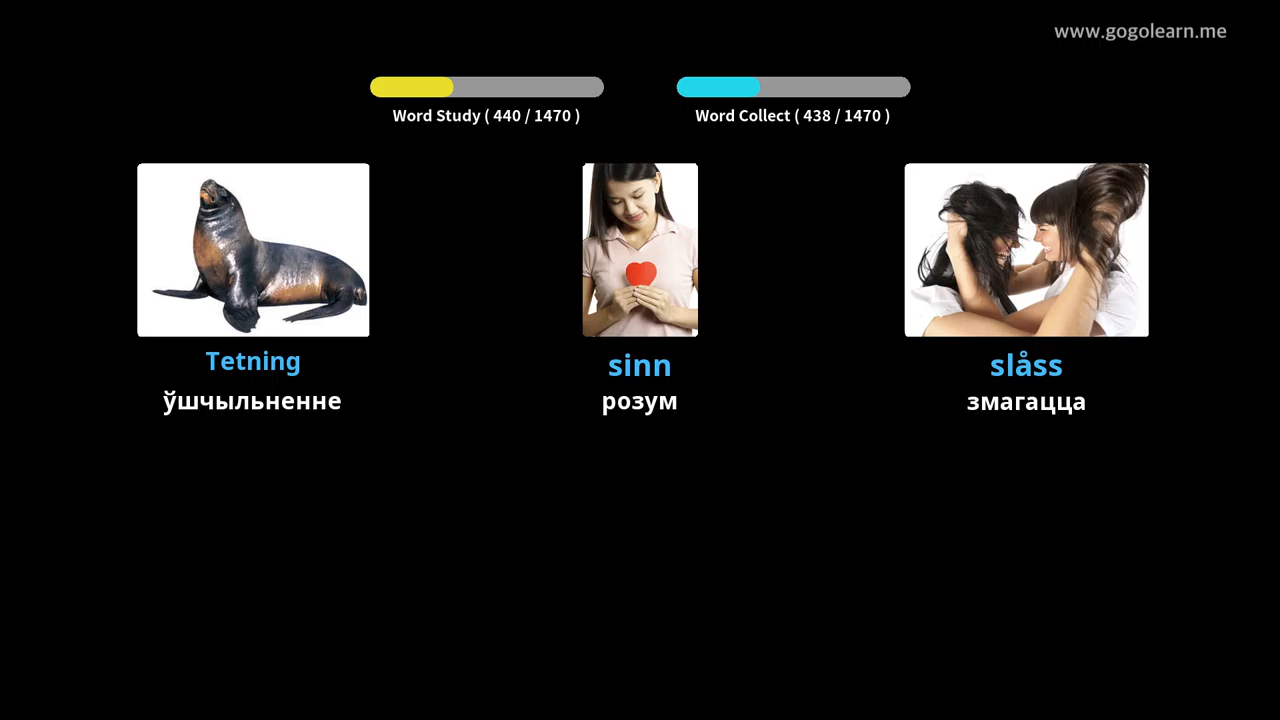 www.gogolearn.me
Word Study ( 440 / 1470 )
Word Collect ( 438 / 1470 )
Tetning
sinn
slåss
ўшчыльненне
розум
змагацца